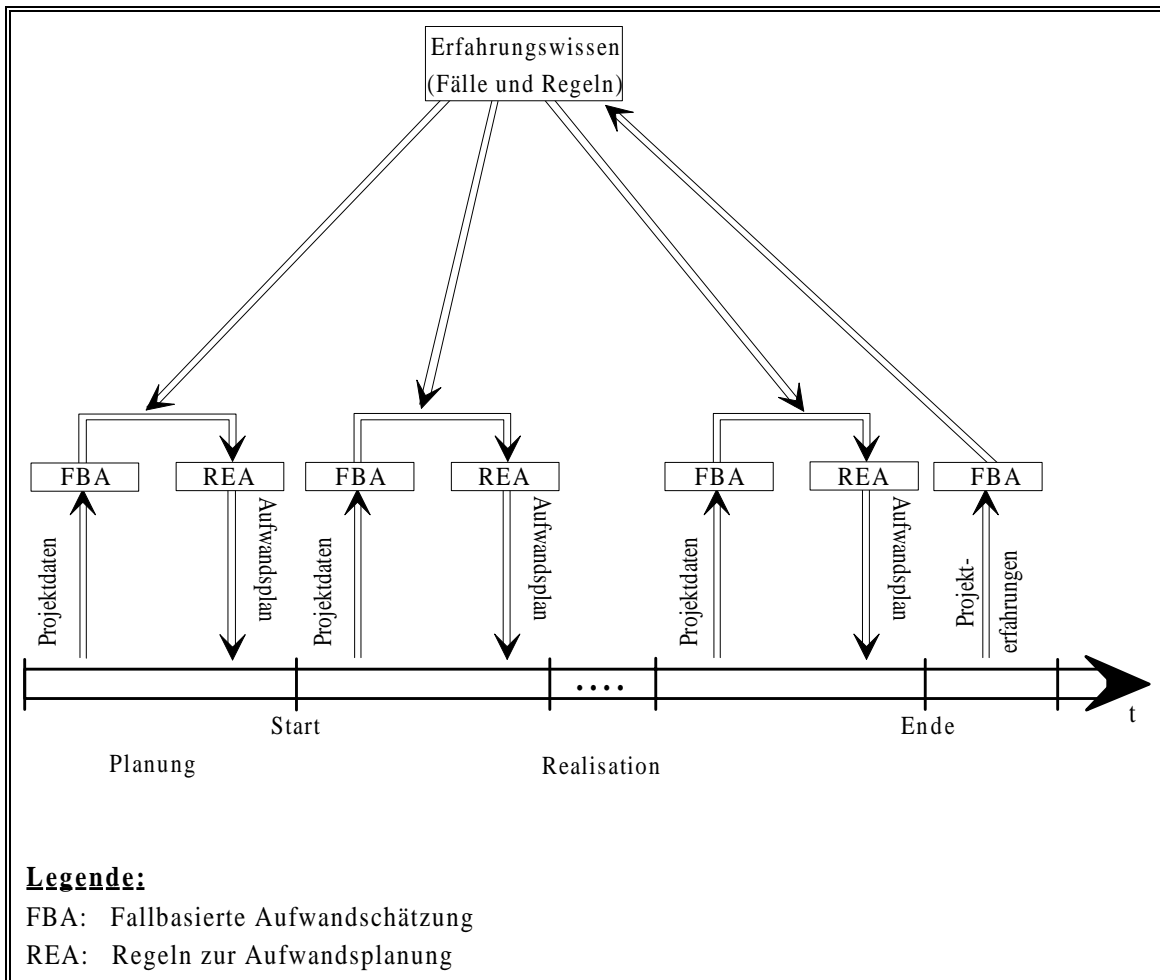 Erfahrungswissen
(Fälle und Regeln)
FBA
REA
FBA
REA
FBA
REA
FBA
Projektdaten
Aufwandsplan
Projektdaten
Aufwandsplan
Projektdaten
Aufwandsplan
Projekt-
erfahrungen
....
t
Start
Ende
Planung
Realisation
Legende:
FBA: Fallbasierte Aufwandschätzung
REA: Regeln zur Aufwandsplanung